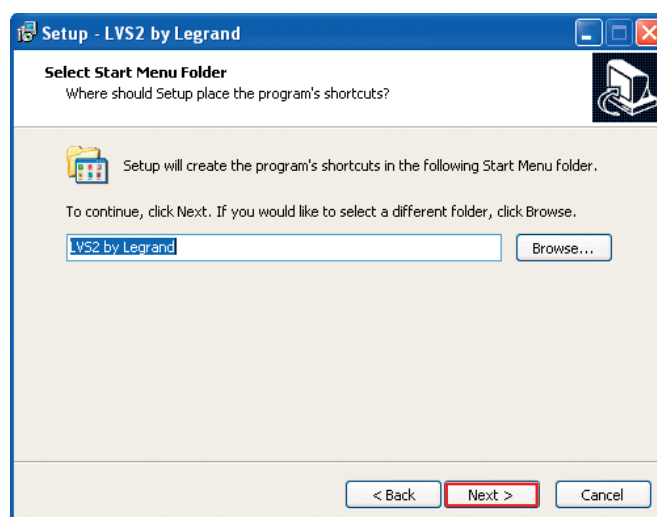 Setup - LVS2 by Legrand
Select Start Menu Folder
Where should Setup place the program's shortcuts?
Setup will create the program's shortcuts in the following Start Menu folder.
To continue, click Next. If you would like to select a different folder, click Browse.
LVS2 by Legrand
Browse...
< Back
Next >
Cancel